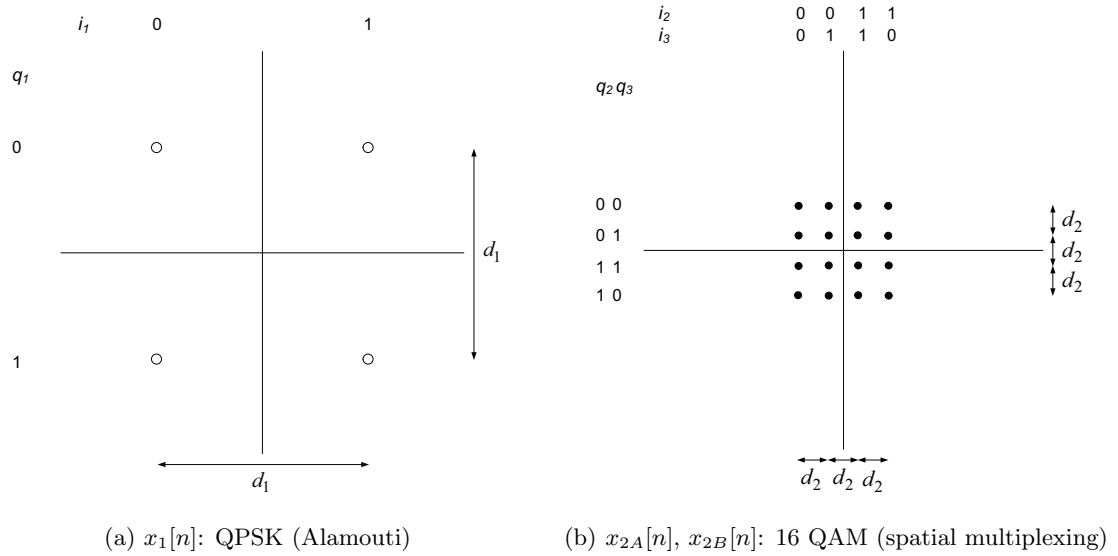 i₁ 0 1
q₁
0
d₁
1
d₁
(a) x₁[n]: QPSK (Alamouti)
i₂ 0 0 1 1
i₃ 0 1 1 0
q₂q₃
0 0
0 1
1 1
1 0
d₂
d₂
d₂
d₂ d₂ d₂
(b) x₂A[n], x₂B[n]: 16 QAM (spatial multiplexing)